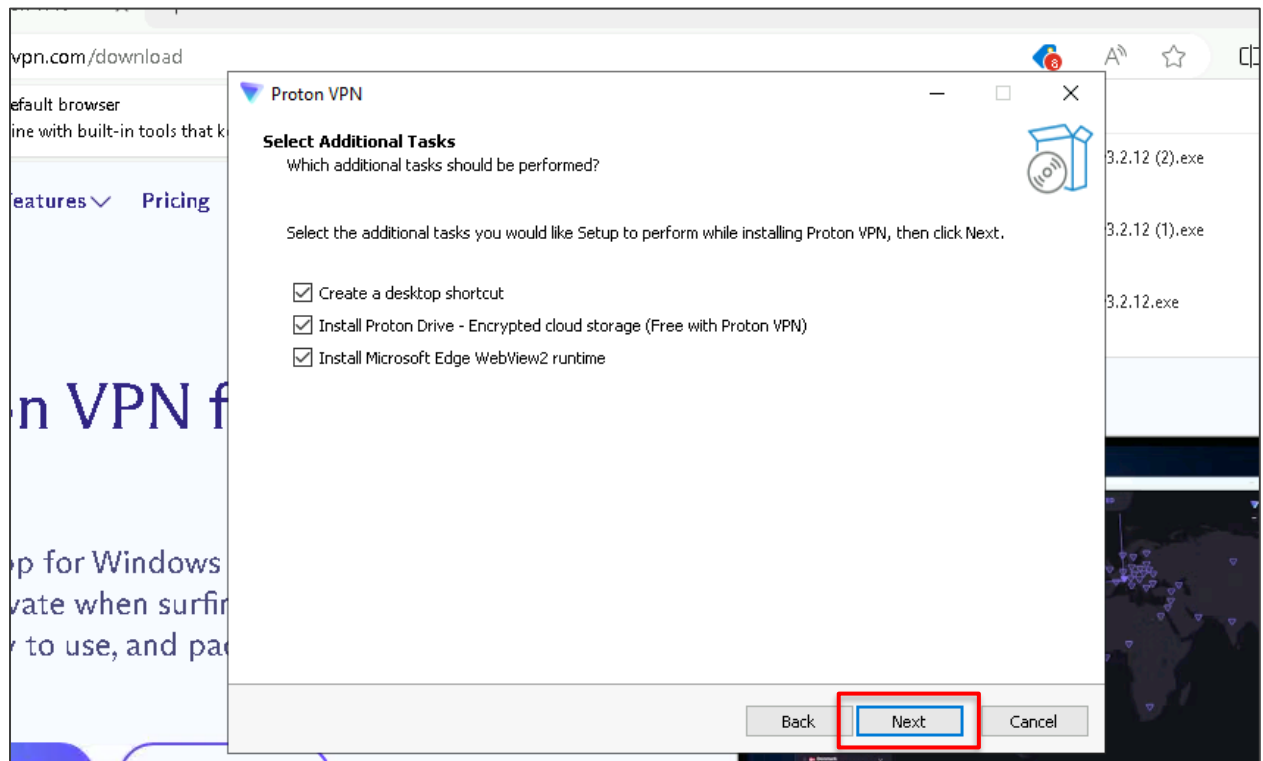 vpn.com/download
8
A
Proton VPN
efault browser
ine with built-in tools that k
Select Additional Tasks
Which additional tasks should be performed?
3.2.12 (2).exe
eatures
Pricing
Select the additional tasks you would like Setup to perform while installing Proton VPN, then click Next.
3.2.12 (1).exe
Create a desktop shortcut
3.2.12.exe
Install Proton Drive - Encrypted cloud storage (Free with Proton VPN)
Install Microsoft Edge WebView2 runtime
n VPN f
p for Windows
vate when surfin
to use, and pac
Back
Next
Cancel